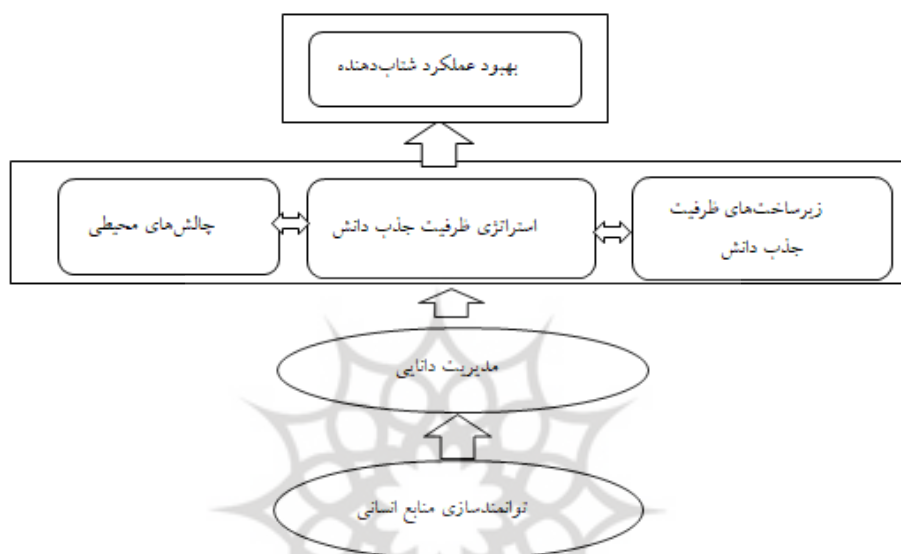 بهبود عملکرد شتاب‌دهنده
زیرساخت‌های ظرفیت
جذب دانش
استراتژی ظرفیت جذب دانش
چالش‌های محیطی
مدیریت دانایی
توانمندسازی منابع انسانی